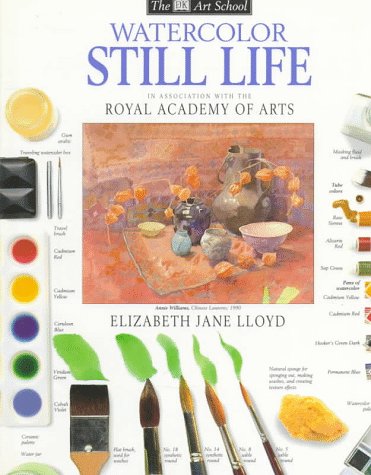 The DK Art School
WATERCOLOR
STILL LIFE
IN ASSOCIATION WITH THE
ROYAL ACADEMY OF ARTS
Gum
arabic
Traveling watercolor box
Travel
brush
Cadmium
Red
Cadmium
Yellow
Cerulean
Blue
Viridian
Green
Cobalt
Violet
Ceramic
palette
Water jar
Masking fluid
and brush
Tube
colors
Raw
Sienna
Alizarin
Red
Sap Green
Pans of
watercolor
Cadmium Yellow
Cadmium Red
Hooker's Green Dark
Permanent Blue
Watercolor
Annie Williams, Chinese Lanterns, 1990
ELIZABETH JANE LLOYD
Natural sponge for
sponging out, making
washes, and creating
texture effects
Flat brush,
used for
washes
No. 18
synthetic
round
No. 14
synthetic
round
No. 8
sable
round
No. 5
sable
round